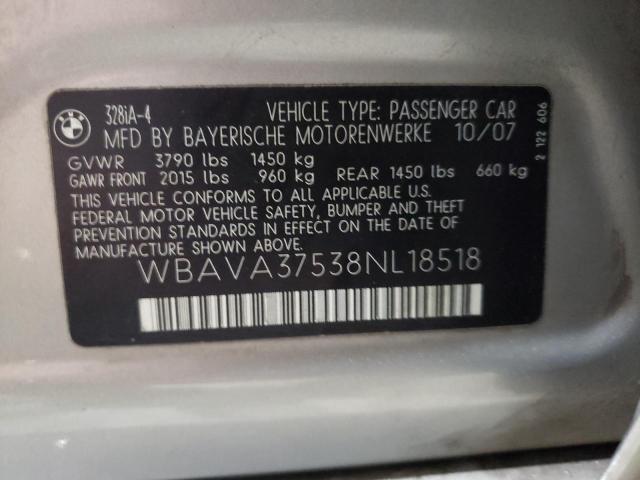 BMW
328iA-4 VEHICLE TYPE: PASSENGER CAR
MFD BY BAYERISCHE MOTORENWERKE 10/07
GVWR 3790 lbs 1450 kg
GAWR FRONT 2015 lbs 960 kg REAR 1450 lbs 660 kg
THIS VEHICLE CONFORMS TO ALL APPLICABLE U.S.
FEDERAL MOTOR VEHICLE SAFETY, BUMPER AND THEFT
PREVENTION STANDARDS IN EFFECT ON THE DATE OF
MANUFACTURE SHOWN ABOVE.
WBAVA37538NL18518
2 122 606